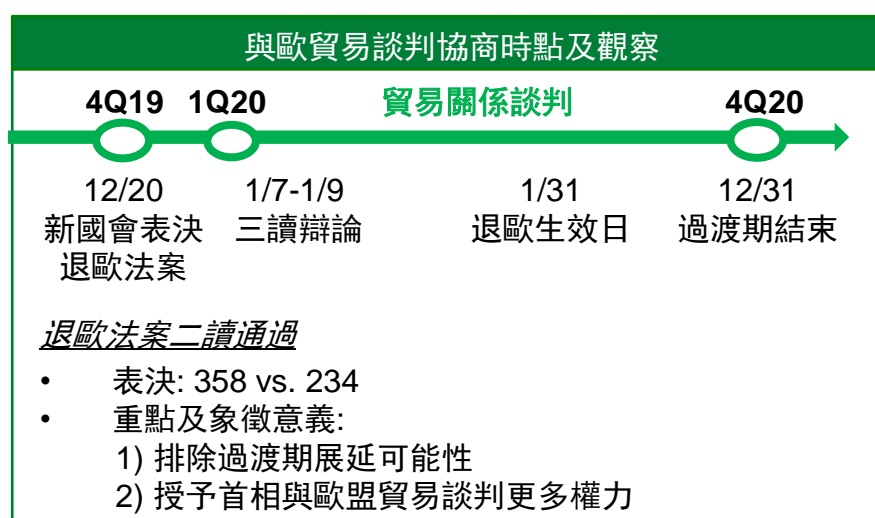 與歐貿易談判協商時點及觀察
4Q19 1Q20 貿易關係談判 4Q20
12/20 1/7-1/9 1/31 12/31
新國會表決 三讀辯論 退歐生效日 過渡期結束
退歐法案
退歐法案二讀通過
• 表決: 358 vs. 234
• 重點及象徵意義:
1) 排除過渡期展延可能性
2) 授予首相與歐盟貿易談判更多權力